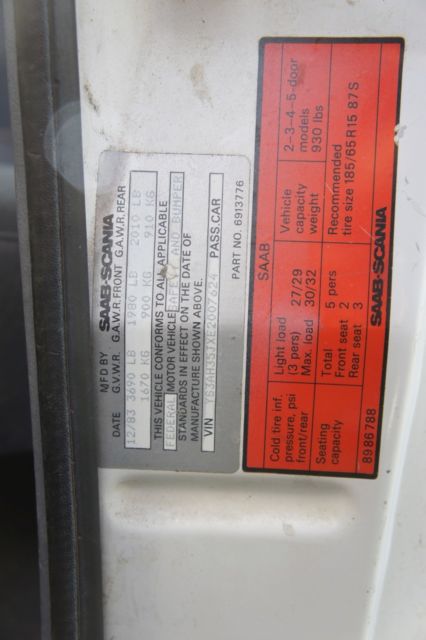 MFD BY SAAB-SCANIA
DATE G.V.W.R. G.A.W.R. FRONT G.A.W.R. REAR
12/83 3690 LB 1980 LB 2010 LB
1670 KG 900 KG 910 KG
THIS VEHICLE CONFORMS TO ALL APPLICABLE
FEDERAL MOTOR VEHICLE SAFETY AND BUMPER
STANDARDS IN EFFECT ON THE DATE OF
MANUFACTURE SHOWN ABOVE.
VIN PASS.CAR
PART NO 6913776
SAAB
Cold tire inf. pressure, psi front/rear
Light load (3 pers) 27/29
Max. load 30/32
Vehicle capacity weight
2-3-4-5-door models 930 lbs
Seating capacity
Total 5 pers
Front seat 2
Rear seat 3
Recommended tire size 185/65 R 15 87S
8986788 SAAB-SCANIA